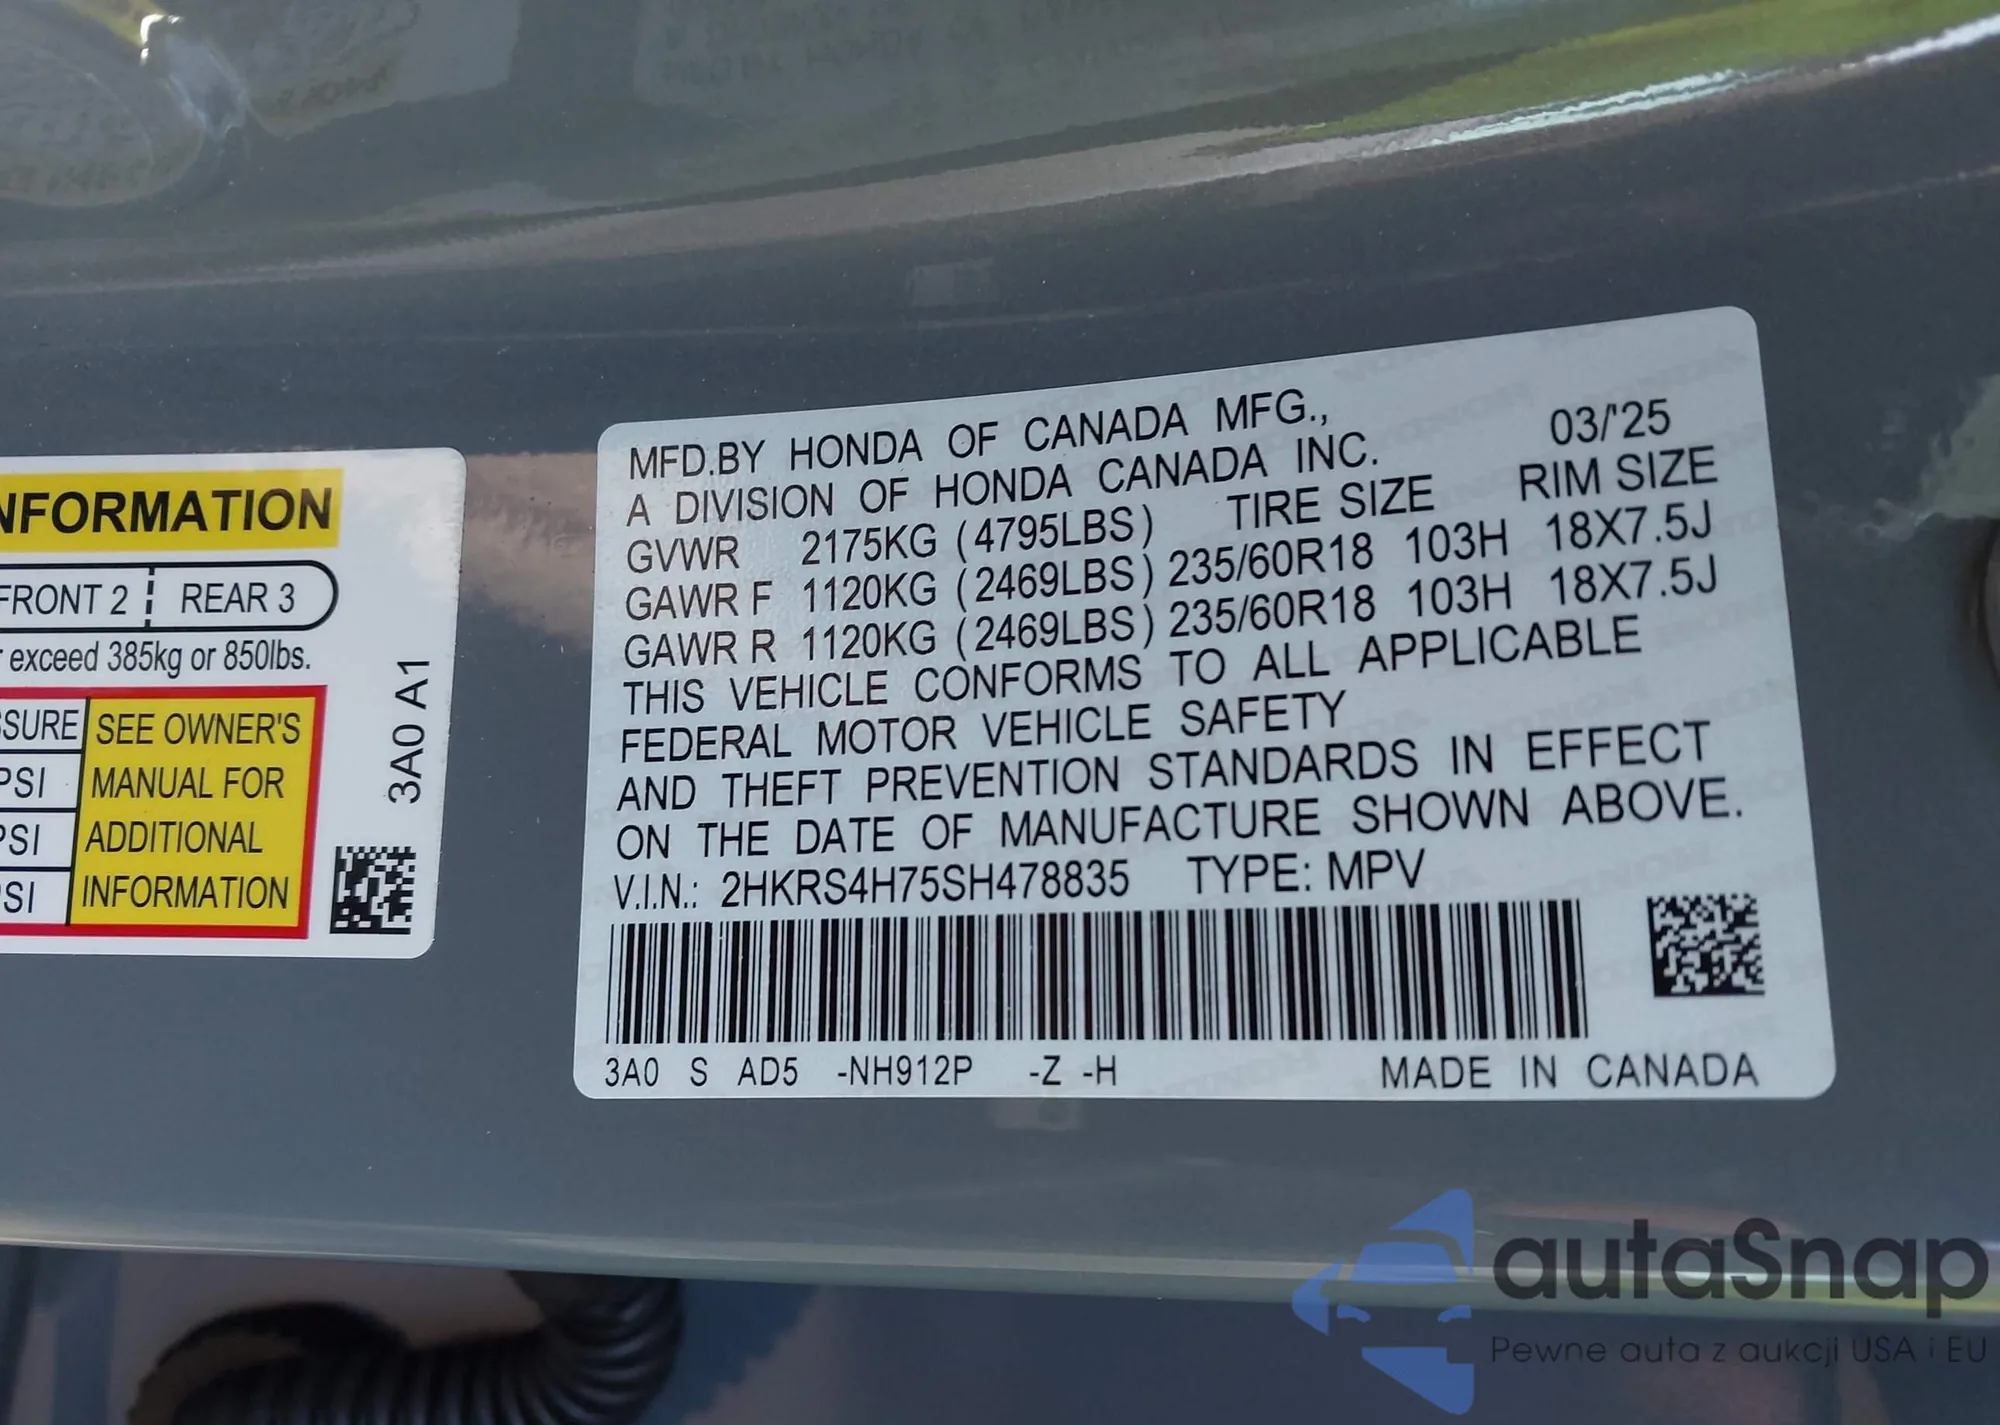 NFORMATION
FRONT 2 REAR 3
exceed 385kg or 850lbs.
SSURE
PSI
PSI
PSI
SEE OWNER'S
MANUAL FOR
ADDITIONAL
INFORMATION
3A0 A1
MFD.BY HONDA OF CANADA MFG., 03/'25
A DIVISION OF HONDA CANADA INC.
GVWR 2175KG (4795LBS) TIRE SIZE RIM SIZE
GAWR F 1120KG (2469LBS) 235/60R18 103H 18X7.5J
GAWR R 1120KG (2469LBS) 235/60R18 103H 18X7.5J
THIS VEHICLE CONFORMS TO ALL APPLICABLE
FEDERAL MOTOR VEHICLE SAFETY
AND THEFT PREVENTION STANDARDS IN EFFECT
ON THE DATE OF MANUFACTURE SHOWN ABOVE.
V.I.N.: 2HKRS4H75SH478835 TYPE: MPV
3A0 S AD5 -NH912P -Z -H MADE IN CANADA
autoSnap
Pewne auta z aukcji USA i EU